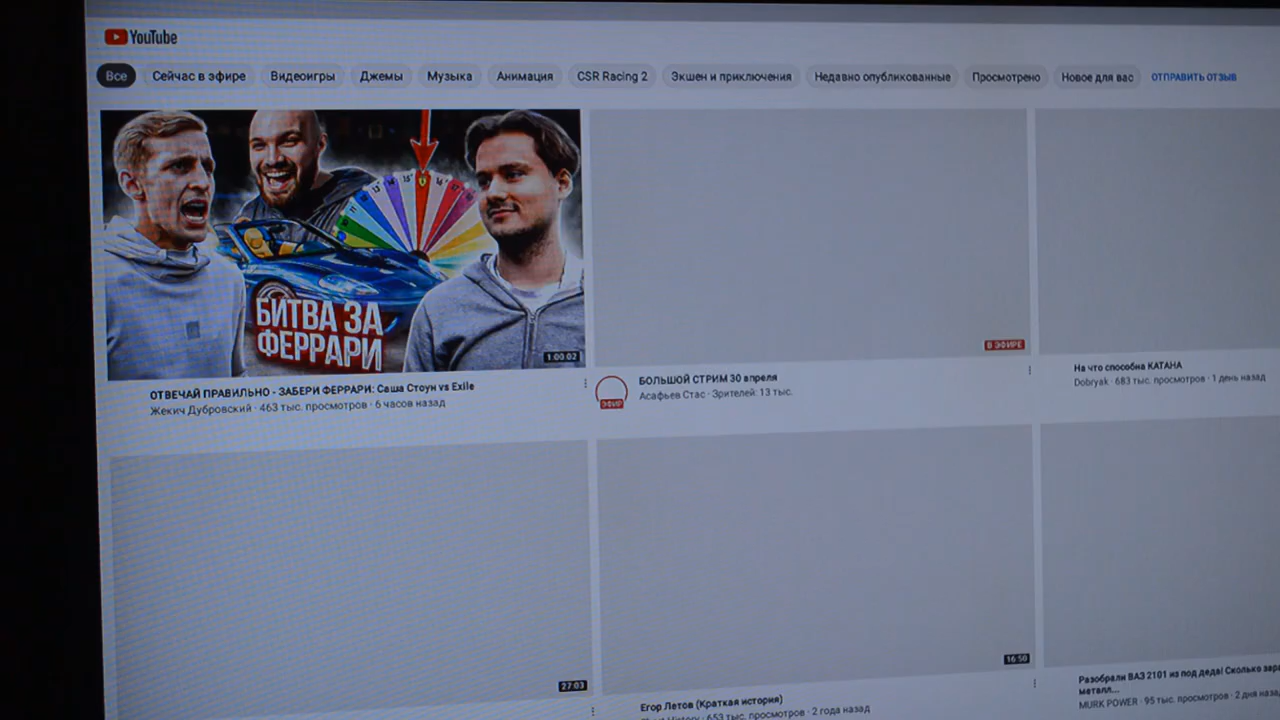 YouTube
Все Сейчас в эфире Видеоигры Джемы Музыка Анимация CSR Racing 2 Экшен и приключения Недавно опубликованные Просмотрено Новое для вас ОТПРАВИТЬ ОТЗЫВ
БИТВА ЗА
ФЕРРАРИ
1:00:02
В ЭФИРЕ
ОТВЕЧАЙ ПРАВИЛЬНО - ЗАБЕРИ ФЕРРАРИ: Саша Стоун vs Exile
Жекич Дубровский · 463 тыс. просмотров · 6 часов назад
ЭФИР
БОЛЬШОЙ СТРИМ 30 апреля
Асафьев Стас · Зрителей: 13 тыс.
На что способна КАТАНА
Dobryak · 683 тыс. просмотров · 1 день назад
27:03
16:50
Егор Летов (Краткая история)
653 тыс. просмотров · 2 года назад
Разобрали ВАЗ 2101 из под деда! Сколько
металл...
MURK POWER · 95 тыс. просмотров · 2 дня